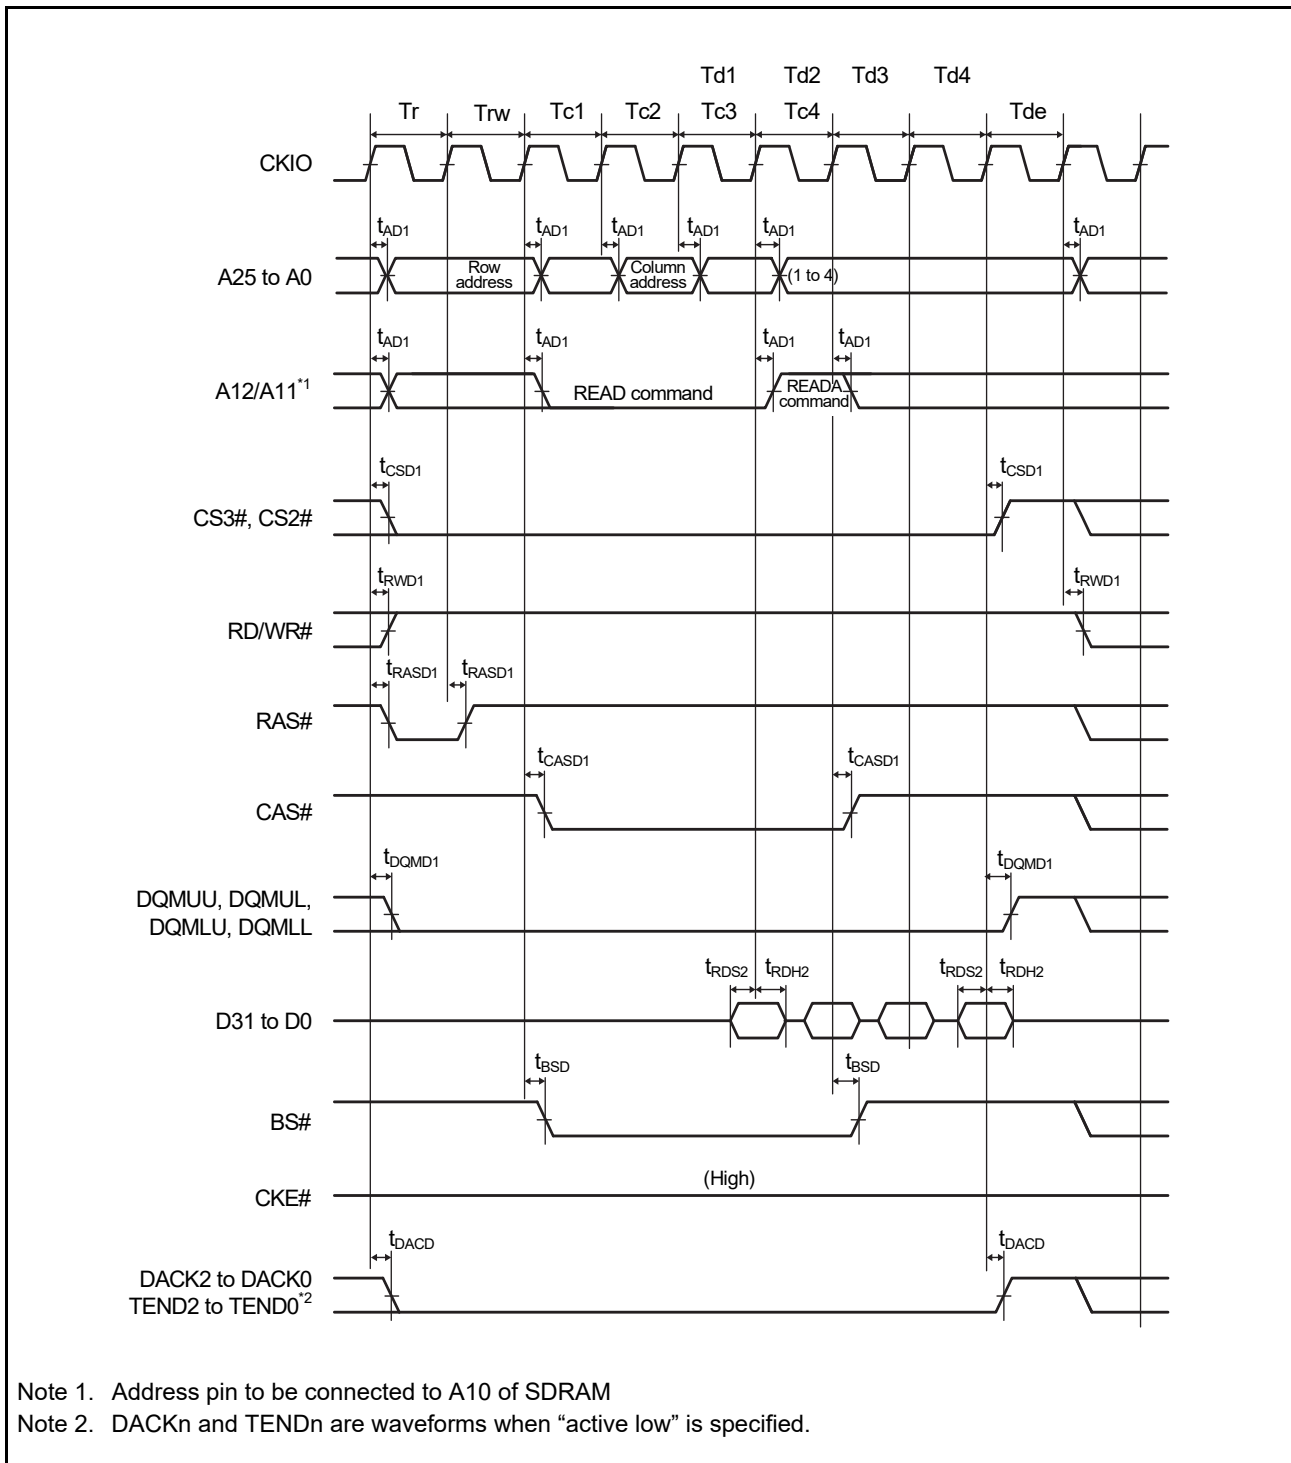 Td1 Td2 Td3 Td4
Tr Trw Tc1 Tc2 Tc3 Tc4 Tde
CKIO
tAD1 tAD1 tAD1 tAD1 tAD1 tAD1
A25 to A0
Row address
Column address
(1 to 4)
tAD1 tAD1 tAD1 tAD1
A12/A11*1
READ command
READA command
tCSD1 tCSD1
CS3#, CS2#
tRWD1 tRWD1
RD/WR#
tRASD1 tRASD1
RAS#
tCASD1 tCASD1
CAS#
tDQMD1 tDQMD1
DQMUU, DQMUL,
DQMLU, DQMLL
tRDS2 tRDH2 tRDS2 tRDH2
D31 to D0
tBSD tBSD
BS#
(High)
CKE#
tDACD tDACD
DACK2 to DACK0
TEND2 to TEND0*2
Note 1. Address pin to be connected to A10 of SDRAM
Note 2. DACKn and TENDn are waveforms when “active low” is specified.